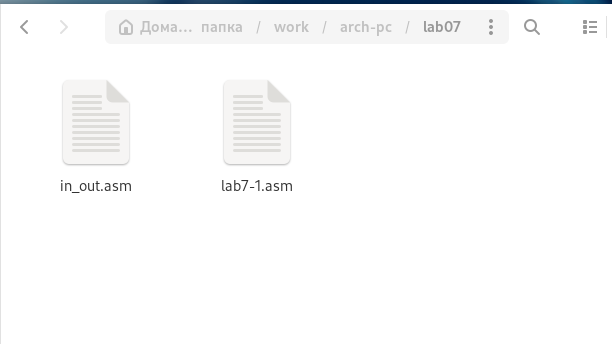 Дома… папка / work / arch-pc / lab07
in_out.asm lab7-1.asm